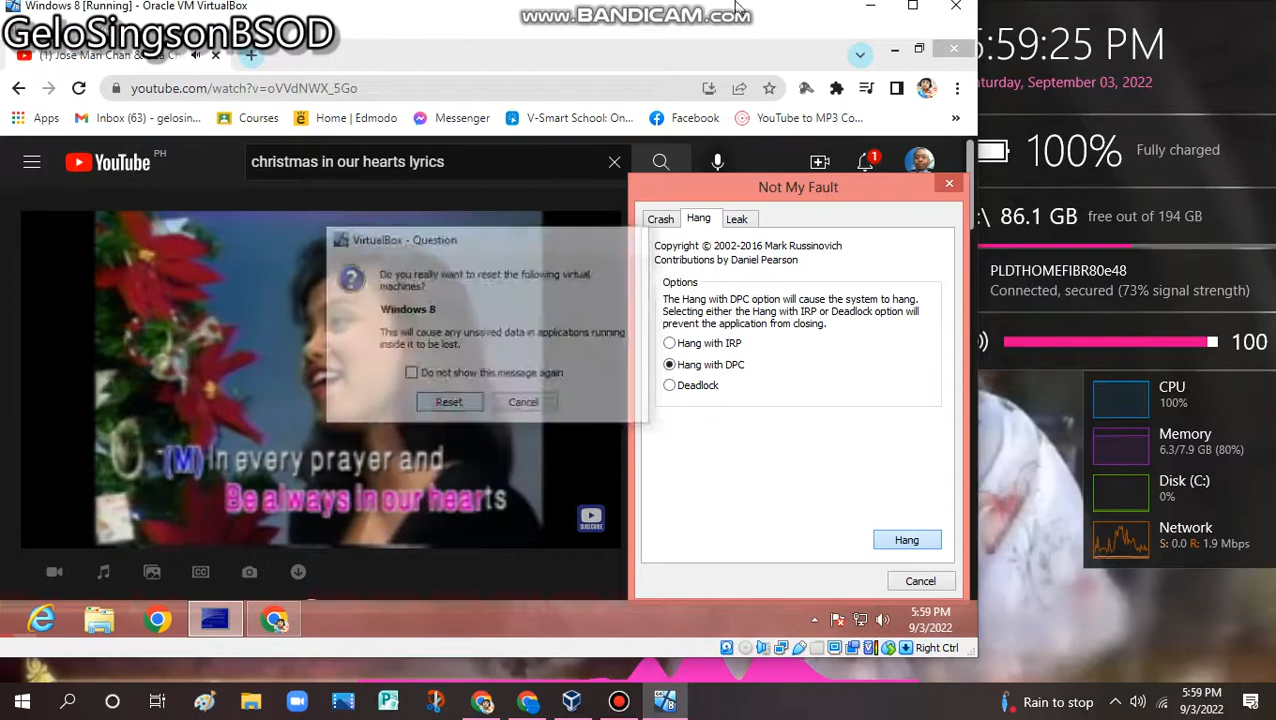 Windows 8 [Running] - Oracle VM VirtualBox
www.BANDICAM.com
GeloSingsonBSOD
5:59:25 PM
aturday, September 03, 2022
(1) Jose Mari Chan &
youtube.com/watch?v=oVVdNWX_5Go
Apps
Inbox (63) - gelosin...
Courses
Home | Edmodo
Messenger
V-Smart School: On...
Facebook
YouTube to MP3 Co...
»
100%
Fully charged
YouTube
PH
christmas in our hearts lyrics
1
Not My Fault
Crash
Hang
Leak
:\ 86.1 GB free out of 194 GB
VirtualBox - Question
Do you really want to reset the following virtual
machines?
Windows 8
This will cause any unsaved data in applications running
inside it to be lost.
Do not show this message again
Reset
Cancel
Copyright © 2002-2016 Mark Russinovich
Contributions by Daniel Pearson
Options
The Hang with DPC option will cause the system to hang.
Selecting either the Hang with IRP or Deadlock option will
prevent the application from closing.
Hang with IRP
Hang with DPC
Deadlock
PLDTHOMEFIBR80e48
Connected, secured (73% signal strength)
100
CPU
100%
Memory
6.3/7.9 GB (80%)
Disk (C:)
0%
Network
S: 0.0 R: 1.9 Mbps
(M) In every prayer and
Be always in our hearts
SUBSCRIBE
Hang
Cancel
5:59 PM
9/3/2022
Right Ctrl
Rain to stop
5:59 PM
9/3/2022